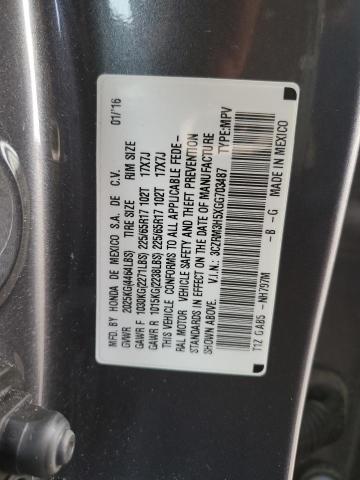 MFD. BY HONDA DE MEXICO S.A. DE C.V. 01/16
GVWR 2025KG(4464LBS) TIRE SIZE RIM SIZE
GAWR F 1030KG(2271LBS) 225/65R17 102T 17X7J
GAWR R 1015KG(2238LBS) 225/65R17 102T 17X7J
THIS VEHICLE CONFORMS TO ALL APPLICABLE FEDE-
RAL MOTOR VEHICLE SAFETY AND THEFT PREVENTION
STANDARDS IN EFFECT ON THE DATE OF MANUFACTURE
SHOWN ABOVE.
V.I.N.: 3CZRM3H5XGG703487 TYPE:MPV
T1Z GAB5 -NH797M -B -G MADE IN MEXICO